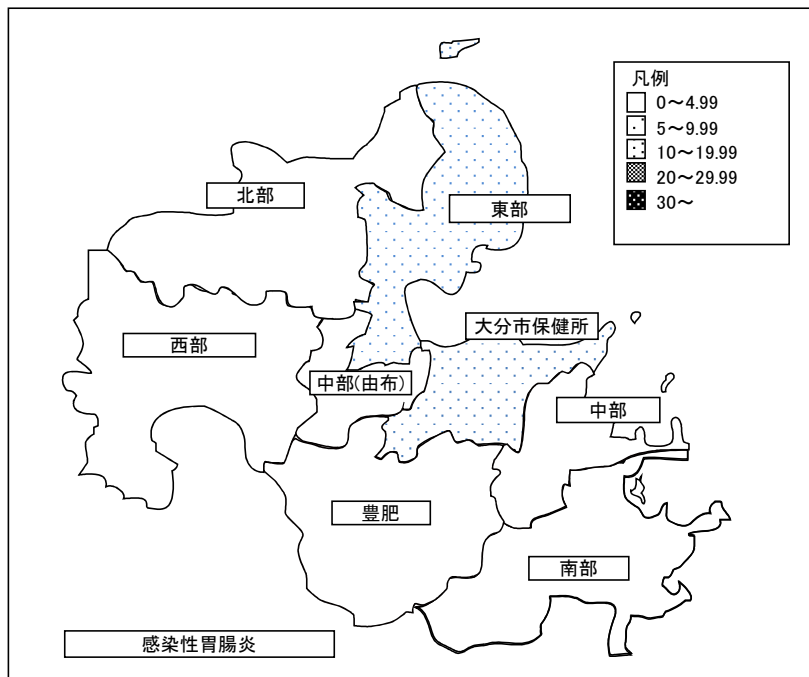 凡例
0～4.99
5～9.99
10～19.99
20～29.99
30～
北部
東部
大分市保健所
西部
中部(由布)
中部
豊肥
南部
感染性胃腸炎